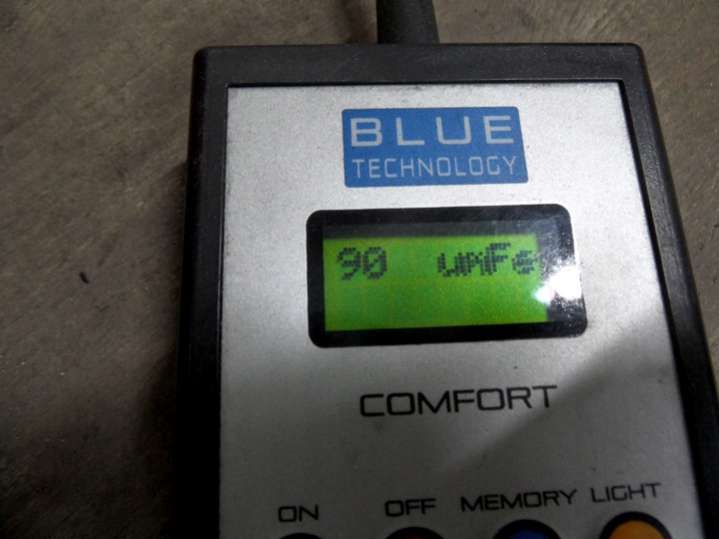 BLUE
TECHNOLOGY
90 umFe
COMFORT
ON OFF MEMORY LIGHT